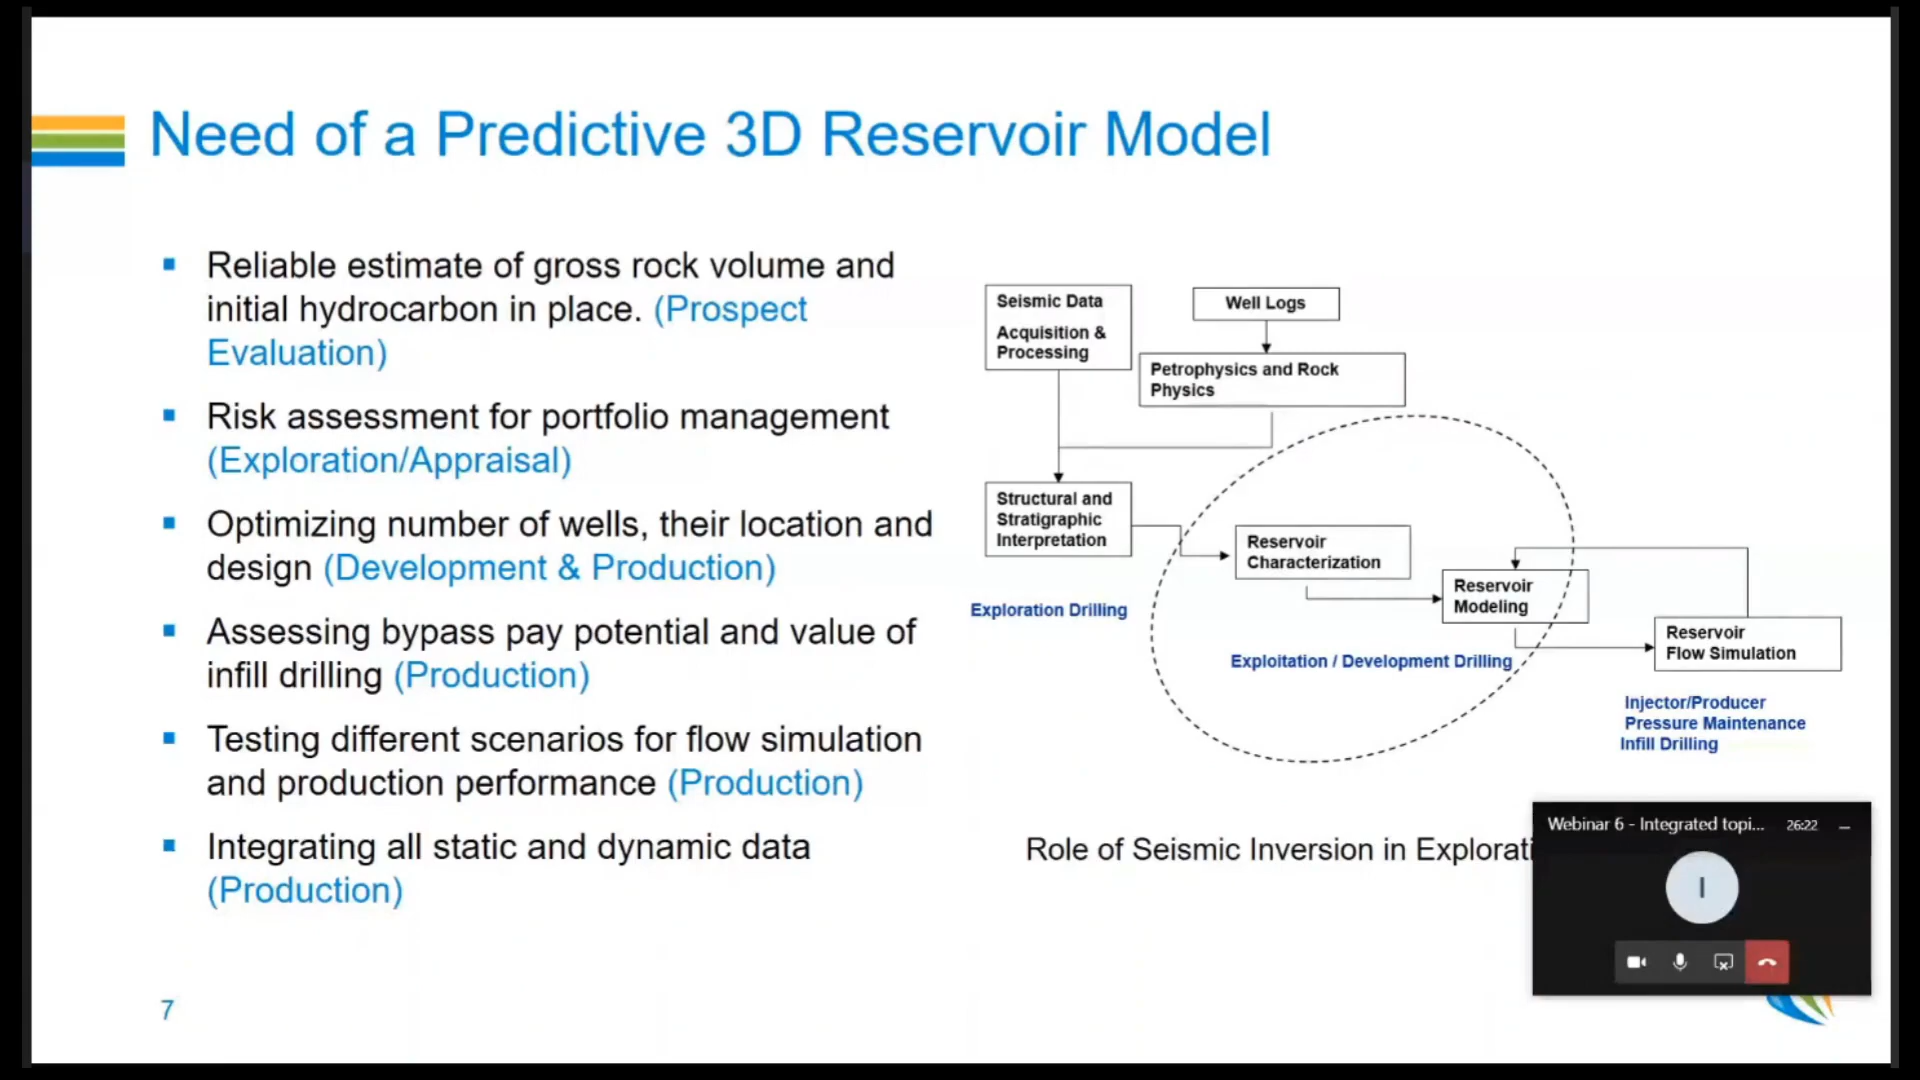 Need of a Predictive 3D Reservoir Model
Reliable estimate of gross rock volume and
initial hydrocarbon in place. (Prospect
Evaluation)
Risk assessment for portfolio management
(Exploration/Appraisal)
Optimizing number of wells, their location and
design (Development & Production)
Assessing bypass pay potential and value of
infill drilling (Production)
Testing different scenarios for flow simulation
and production performance (Production)
Integrating all static and dynamic data
(Production)
Seismic Data
Acquisition &
Processing
Well Logs
Petrophysics and Rock
Physics
Structural and
Stratigraphic
Interpretation
Reservoir
Characterization
Reservoir
Modeling
Reservoir
Flow Simulation
Exploration Drilling
Exploitation / Development Drilling
Injector/Producer
Pressure Maintenance
Infill Drilling
Role of Seismic Inversion in Explorati
Webinar 6 - Integrated topi... 26:22
I
7